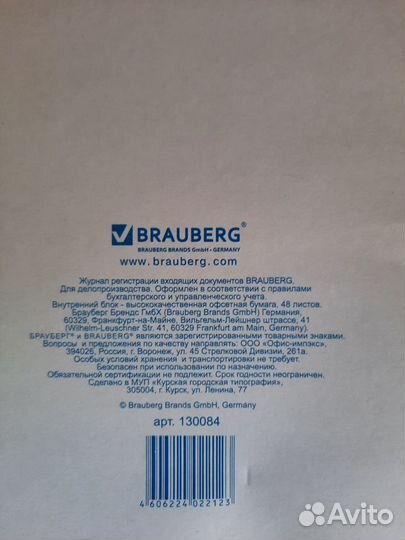 BRAUBERG®
BRAUBERG BRANDS GmbH • GERMANY
www.brauberg.com
Журнал регистрации входящих документов BRAUBERG.
Для делопроизводства. Оформлен в соответствии с правилами
бухгалтерского и управленческого учета.
Внутренний блок - высококачественная офсетная бумага, 48 листов.
Брауберг Брендс ГмбХ (Brauberg Brands GmbH) Германия,
60329, Франкфурт-на-Майне, Вильгельм-Лейшнер штрассе, 41
(Wilhelm-Leuschner Str. 41, 60329 Frankfurt am Main, Germany).
БРАУБЕРГ® и BRAUBERG® являются зарегистрированными товарными знаками.
Вопросы и предложения по качеству направлять: ООО «Офис-импэкс»,
394026, Россия, г. Воронеж, ул. 45 Стрелковой Дивизии, 261а.
Особых условий хранения и транспортировки не требует.
Безопасен при использовании по назначению.
Обязательной сертификации не подлежит. Срок годности неограничен.
Сделано в МУП «Курская городская типография»,
305004, г. Курск, ул. Ленина, 77
© Brauberg Brands GmbH, Germany
арт. 130084
4 606224 022123
Avito